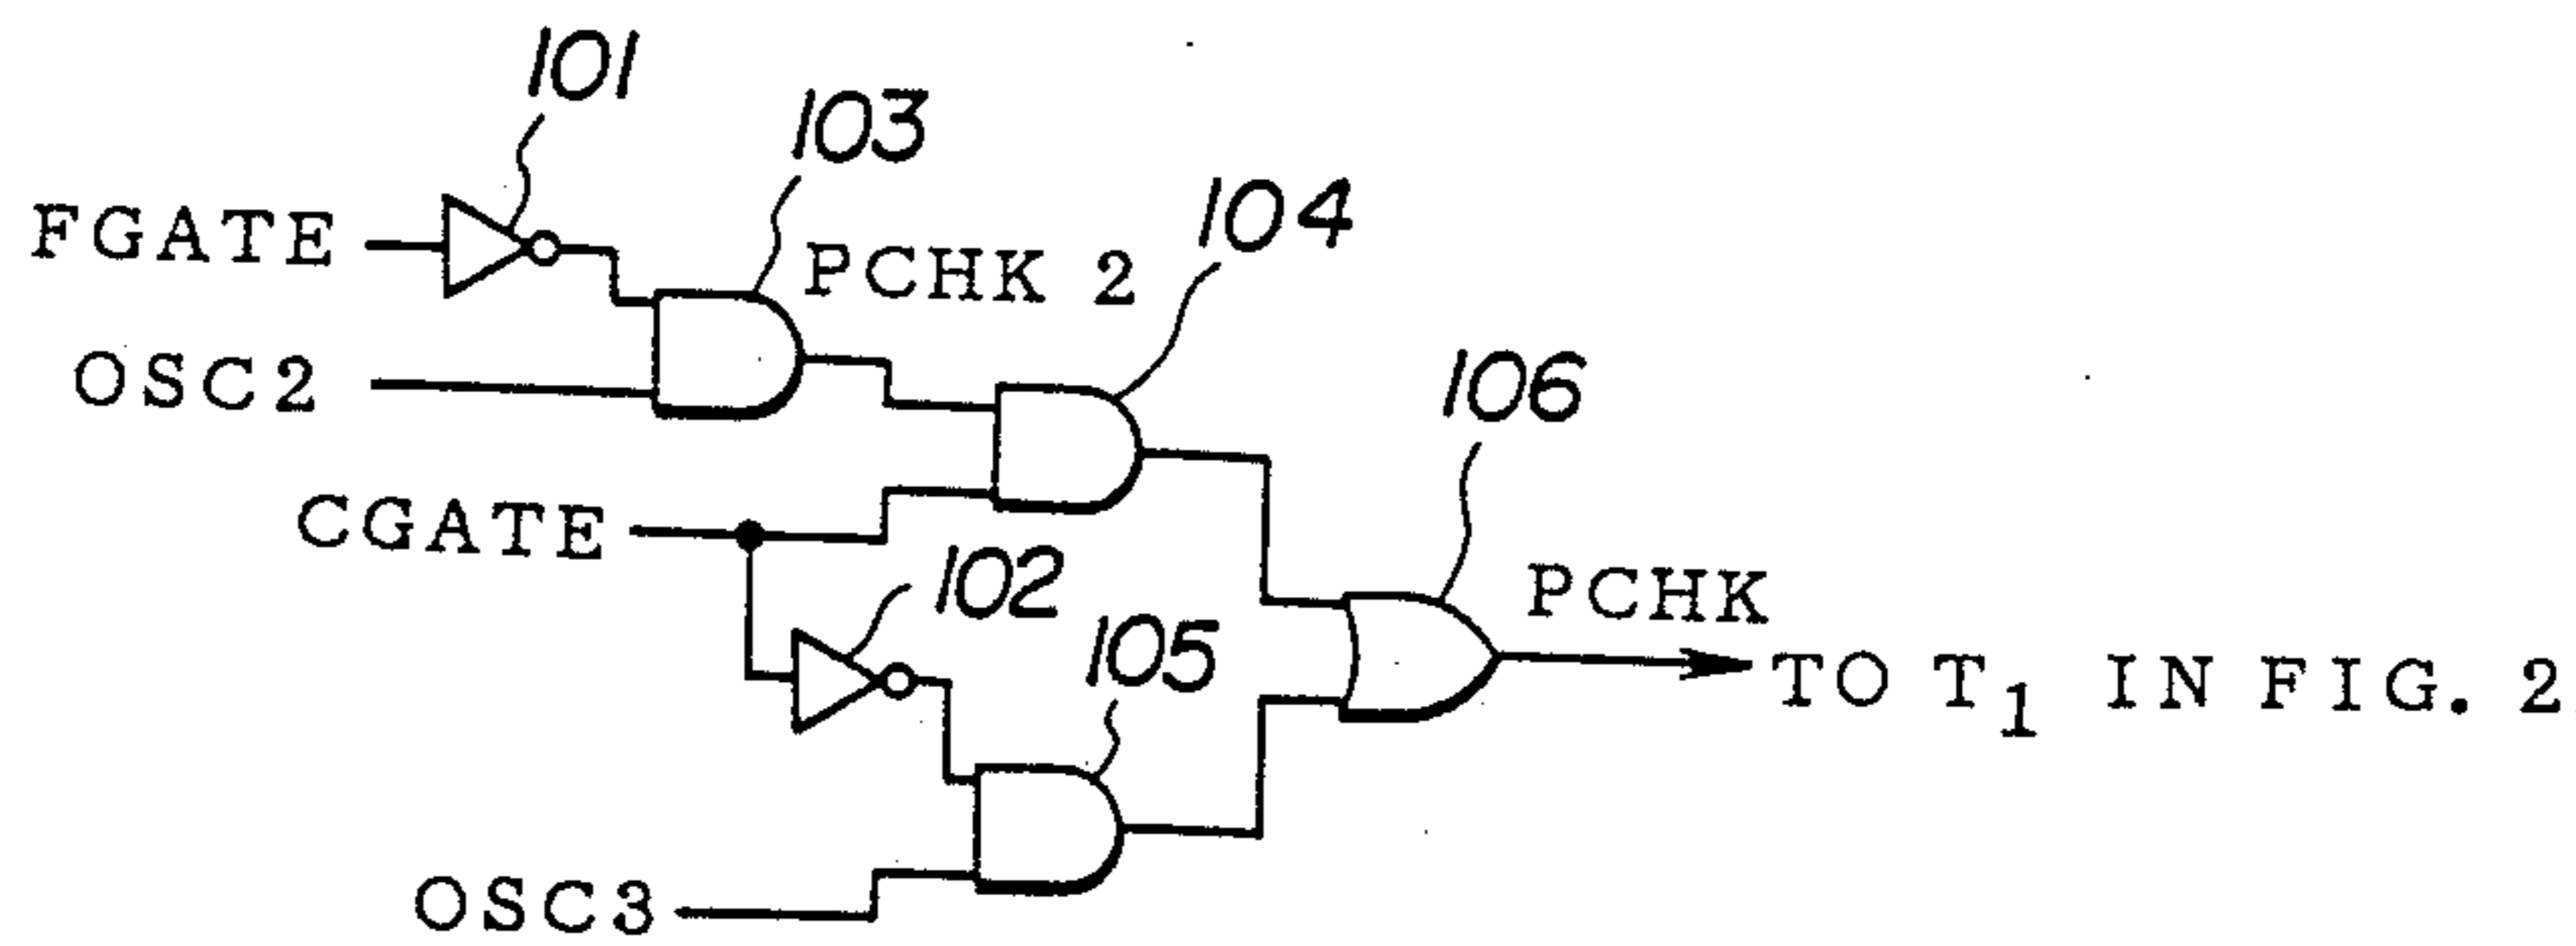 101
103
FGATE
104
PCHK 2
OSC2
106
CGATE
102
PCHK
105
TO T1 IN FIG. 2
OSC3